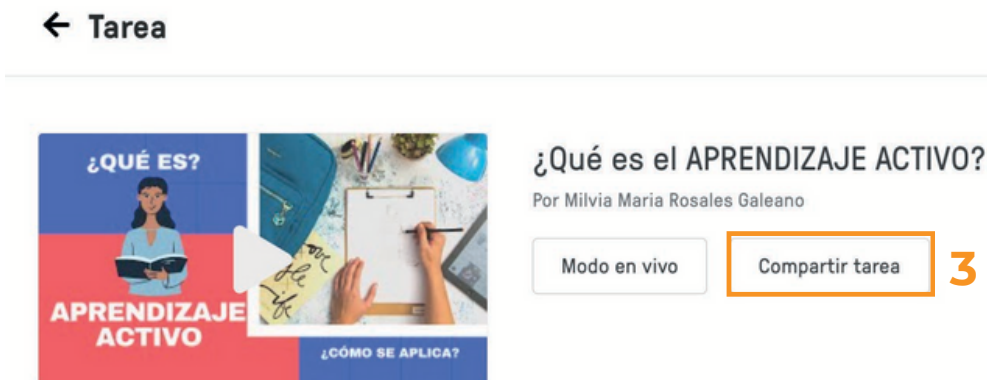 ← Tarea
¿QUÉ ES?
APRENDIZAJE
ACTIVO
¿CÓMO SE APLICA?
¿Qué es el APRENDIZAJE ACTIVO?
Por Milvia Maria Rosales Galeano
Modo en vivo
Compartir tarea
3